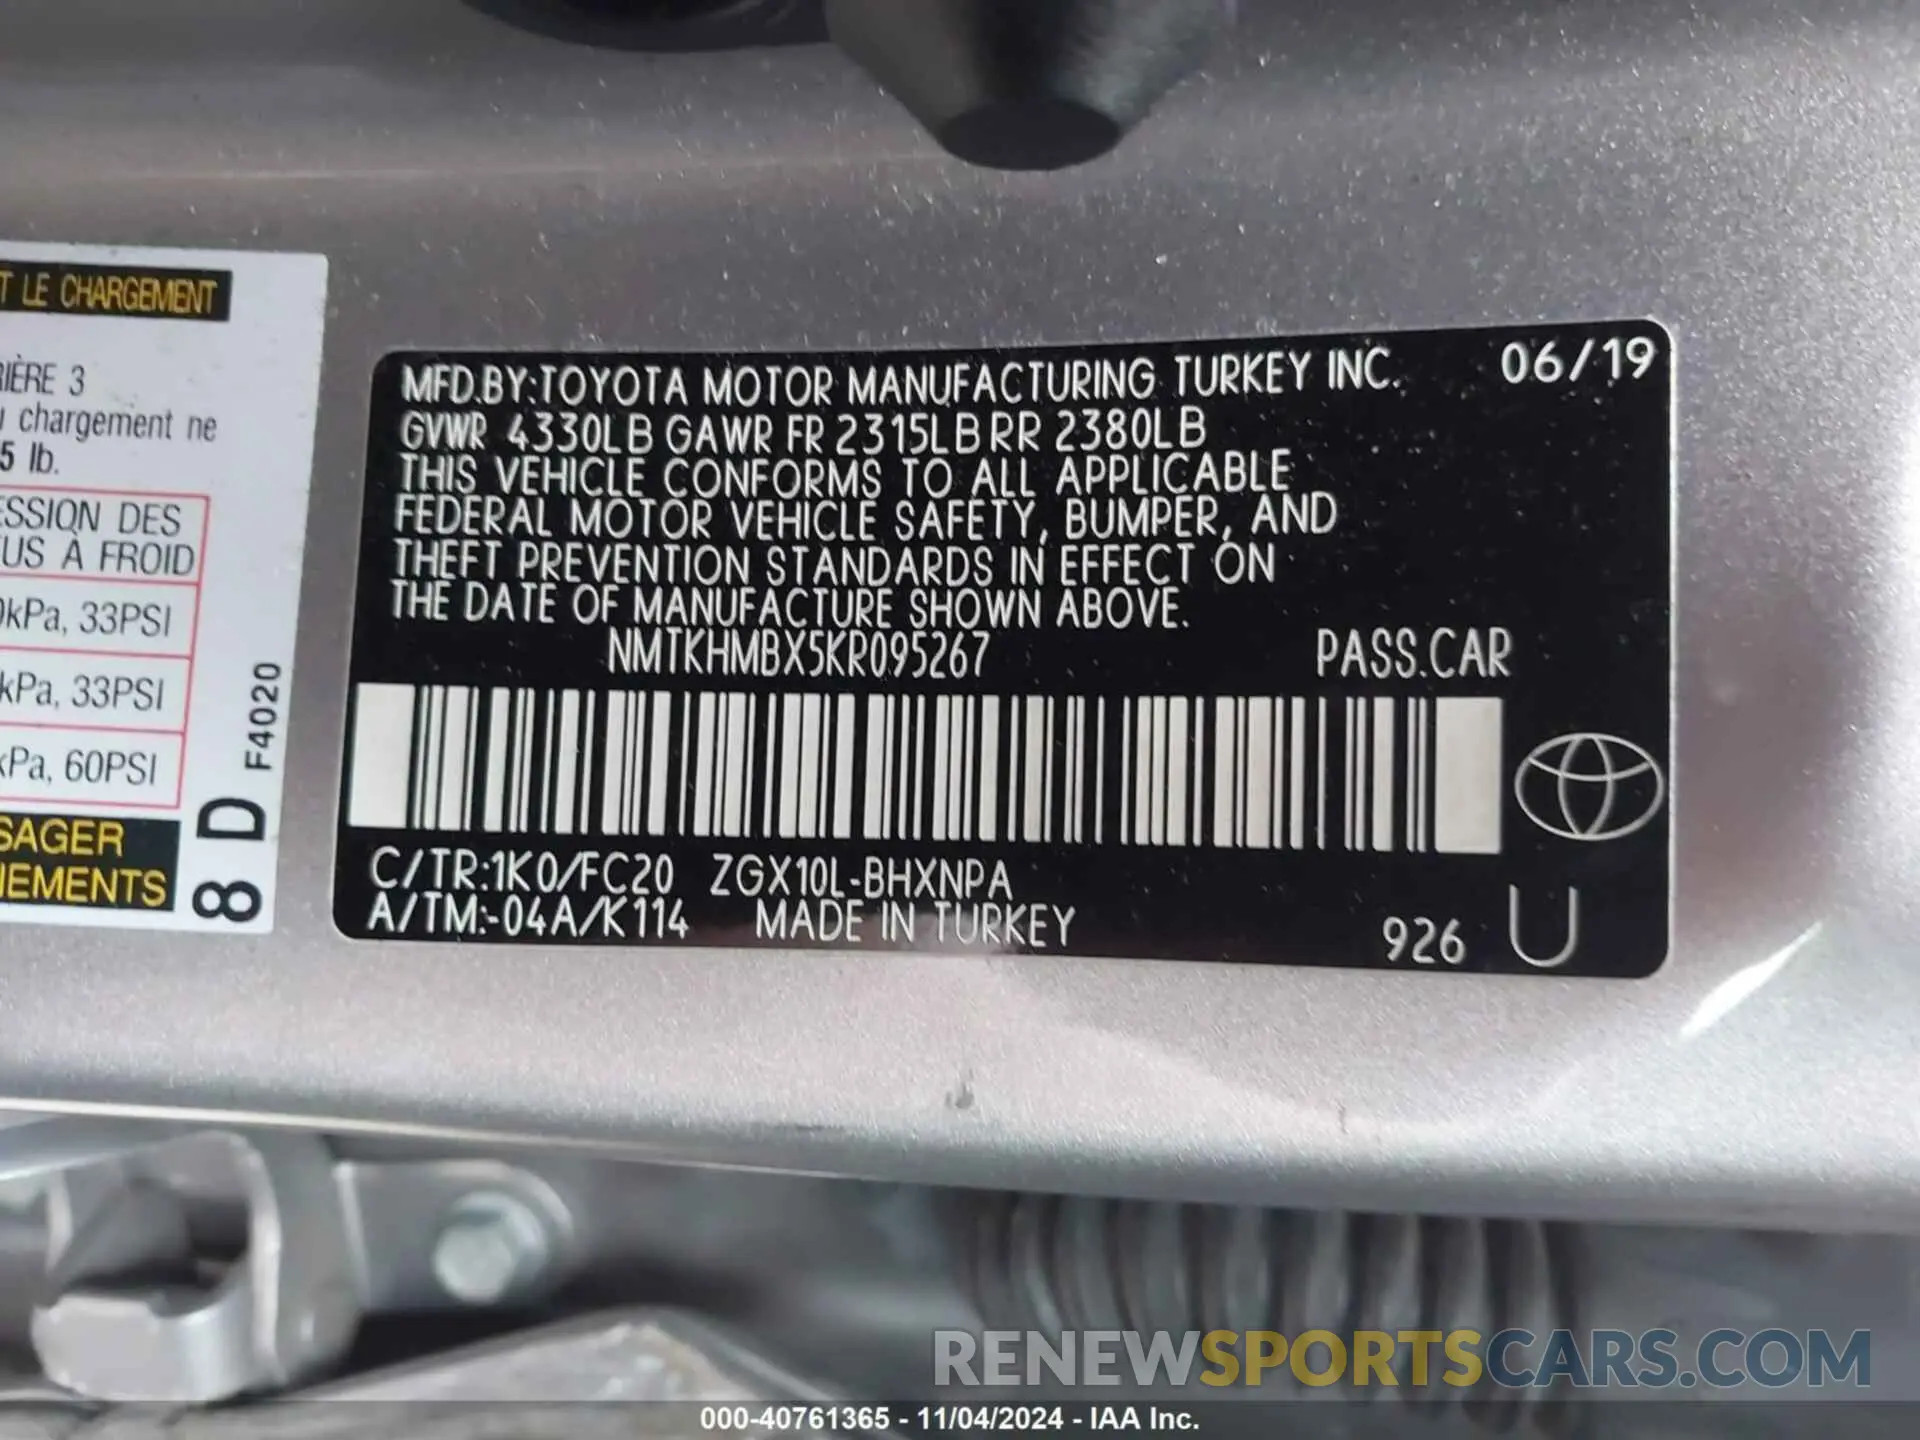 T LE CHARGEMENT
RIÈRE 3
u chargement ne
5 lb.
ESSION DES
EUS À FROID
0kPa, 33PSI
kPa, 33PSI
kPa, 60PSI
SAGER
NEMENTS
8 D
F4020
MFD.BY:TOYOTA MOTOR MANUFACTURING TURKEY INC. 06/19
GVWR 4330LB GAWR FR 2315LB RR 2380LB
THIS VEHICLE CONFORMS TO ALL APPLICABLE
FEDERAL MOTOR VEHICLE SAFETY, BUMPER, AND
THEFT PREVENTION STANDARDS IN EFFECT ON
THE DATE OF MANUFACTURE SHOWN ABOVE.
NMTKHMBX5KR095267 PASS.CAR
C/TR:1K0/FC20 ZGX10L-BHXNPA
A/TM:-04A/K114 MADE IN TURKEY 926 U
RENEWSPORTSCARS.COM
000-40761365 - 11/04/2024 - IAA Inc.